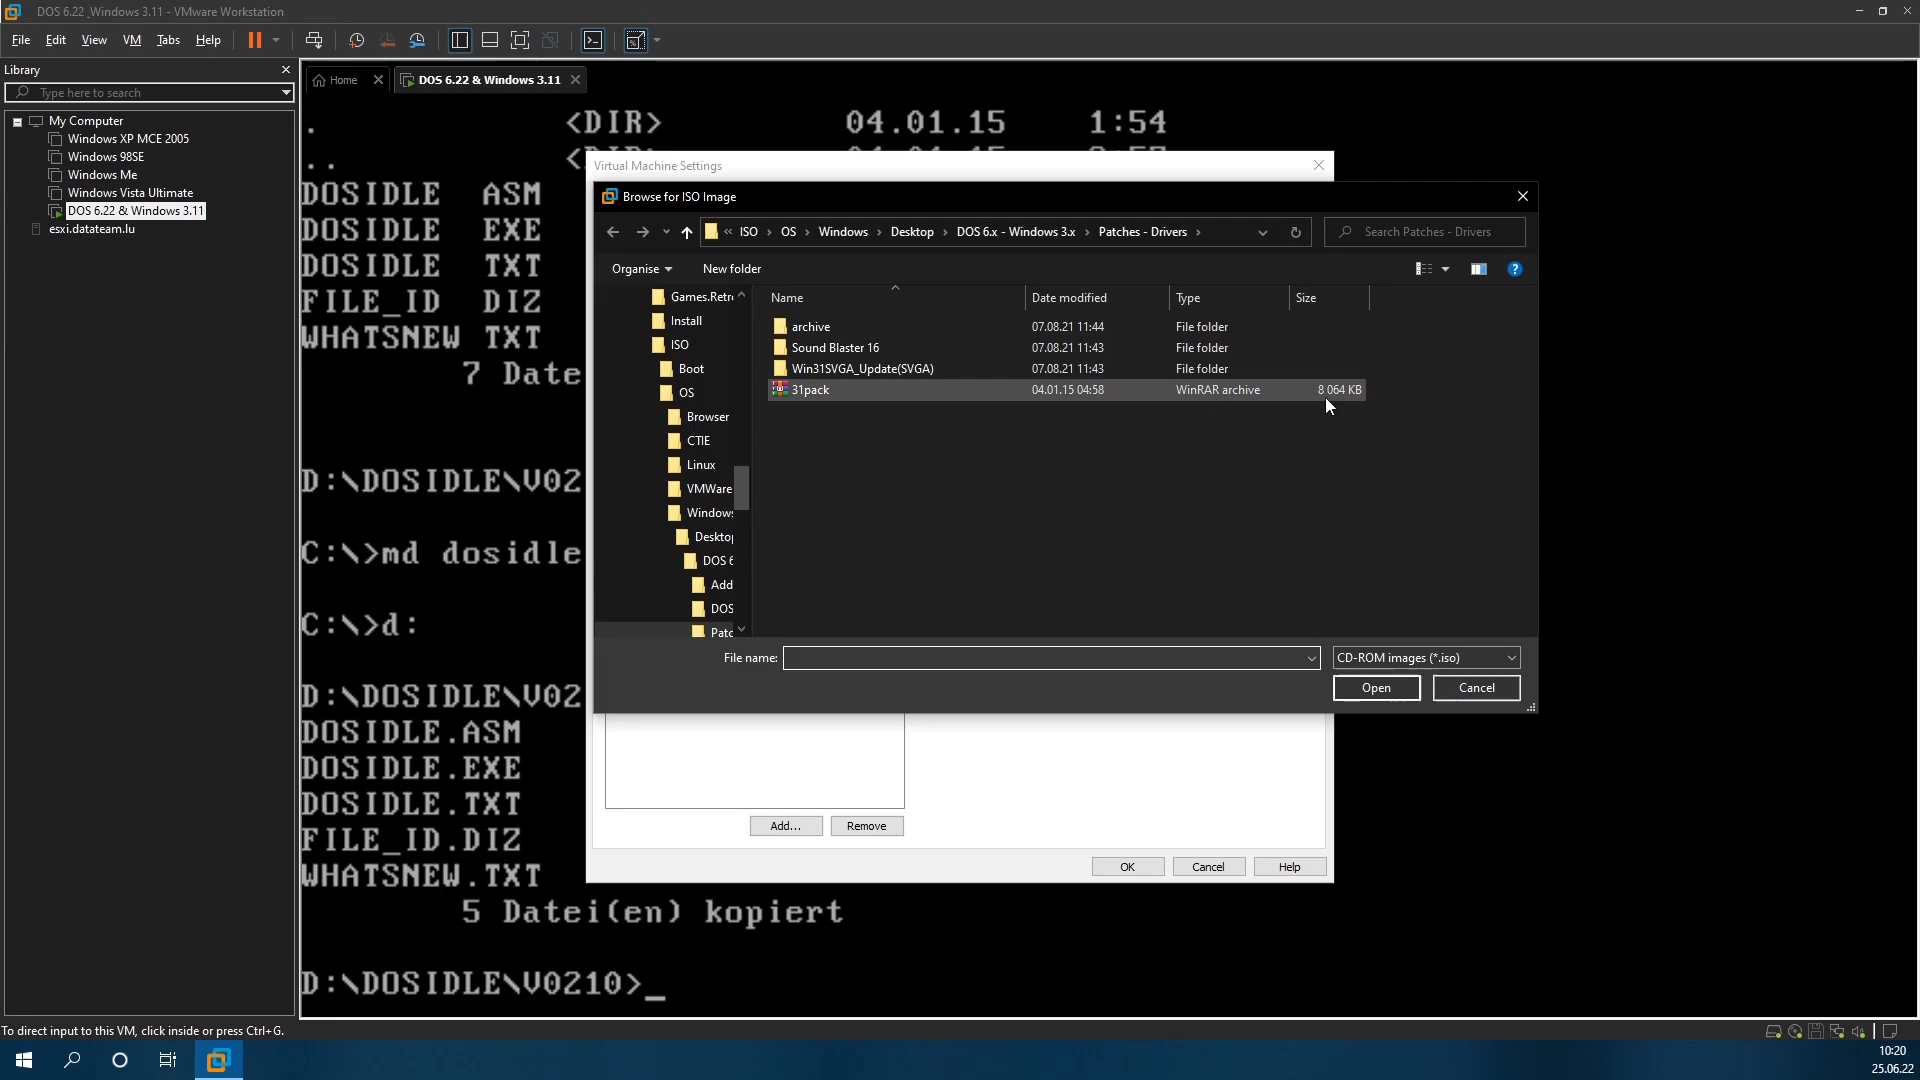 DOS 6.22_Windows 3.11 - VMware Workstation
File Edit View VM Tabs Help
Library
Type here to search
My Computer
Windows XP MCE 2005
Windows 98SE
Windows Me
Windows Vista Ultimate
DOS 6.22 & Windows 3.11
esxi.datateam.lu
Home
DOS 6.22 & Windows 3.11
. <DIR> 04.01.15 1:54
..
DOSIDLE ASM
DOSIDLE EXE
DOSIDLE TXT
FILE_ID DIZ
WHATSNEW TXT
7 Date
D:\DOSIDLE\V02
C:\>md dosidle
C:\>d:
D:\DOSIDLE\V02
DOSIDLE.ASM
DOSIDLE.EXE
DOSIDLE.TXT
FILE_ID.DIZ
WHATSNEW.TXT
5 Datei(en) kopiert
D:\DOSIDLE\V0210>_
Virtual Machine Settings
Browse for ISO Image
« ISO › OS › Windows › Desktop › DOS 6.x - Windows 3.x › Patches - Drivers ›
Search Patches - Drivers
Organise New folder
Games.Retr
Install
ISO
Boot
OS
Browser
CTIE
Linux
VMWare
Windows
Desktop
DOS 6
Add
DOS
Patc
Name Date modified Type Size
archive 07.08.21 11:44 File folder
Sound Blaster 16 07.08.21 11:43 File folder
Win31SVGA_Update(SVGA) 07.08.21 11:43 File folder
31pack 04.01.15 04:58 WinRAR archive 8 064 KB
File name:
CD-ROM images (*.iso)
Open Cancel
Add... Remove
OK Cancel Help
To direct input to this VM, click inside or press Ctrl+G.
10:20
25.06.22